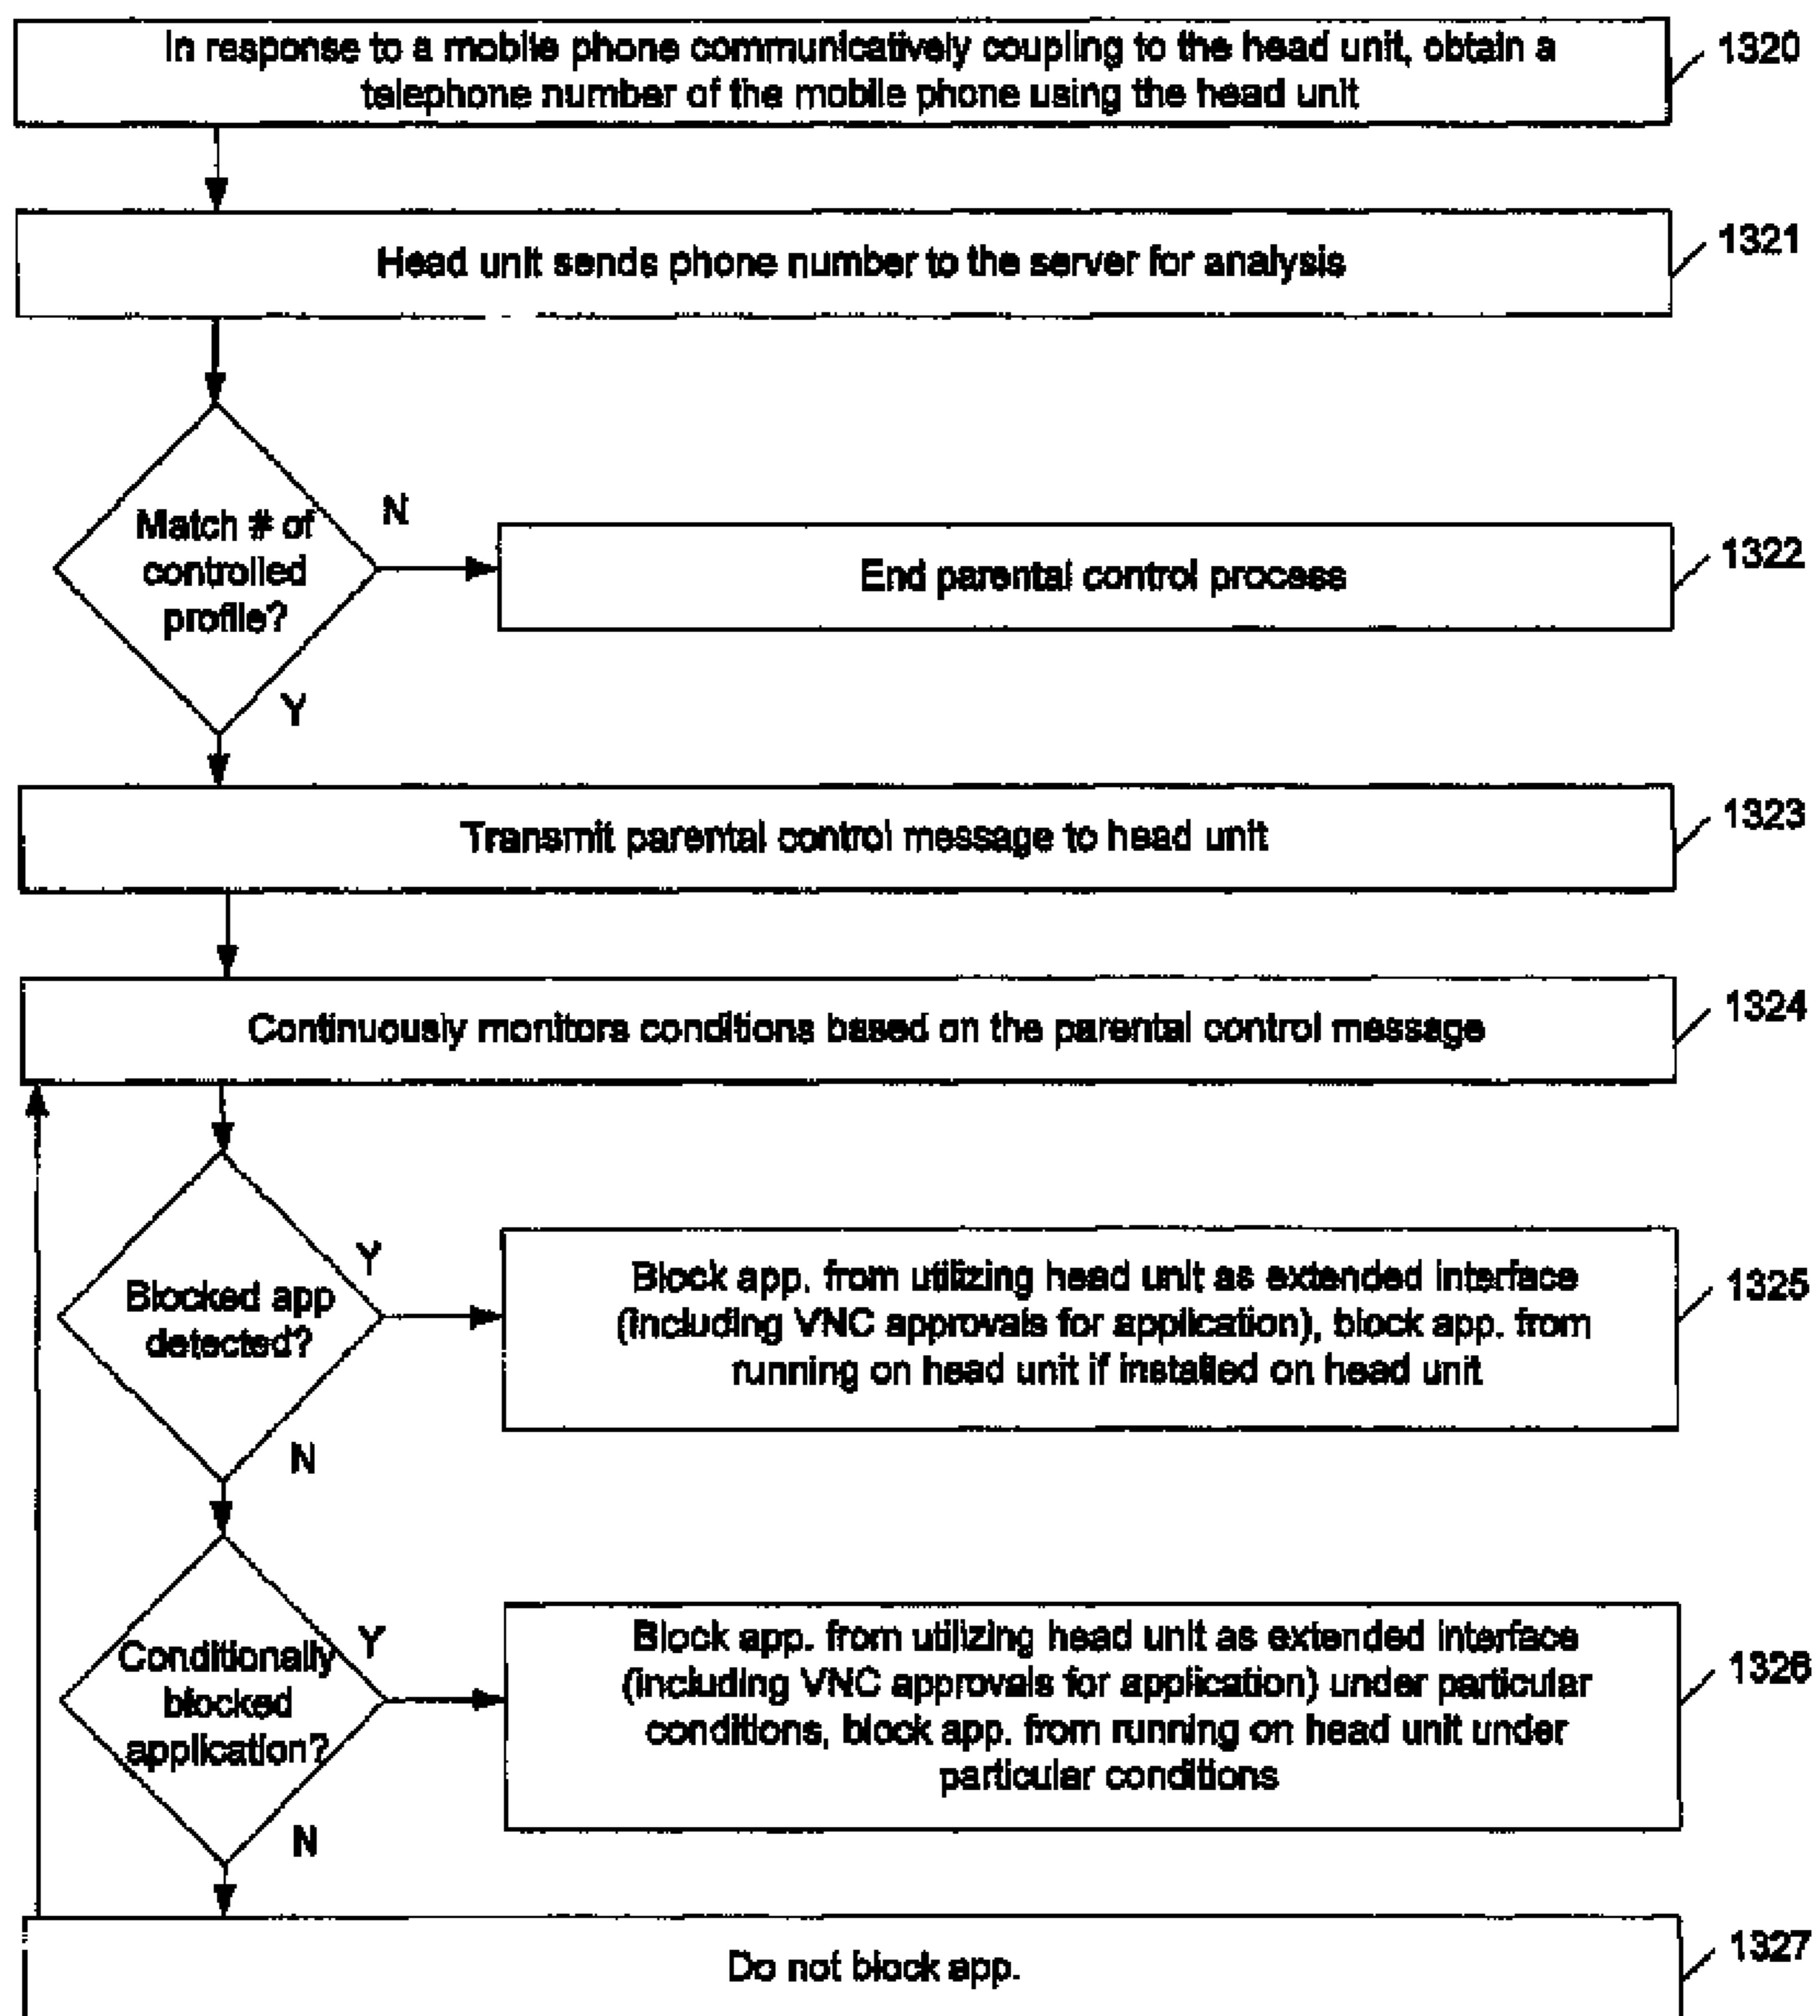 In response to a mobile phone communicatively coupling to the head unit, obtain a
telephone number of the mobile phone using the head unit
1320
Head unit sends phone number to the server for analysis
1321
Match # of
controlled
profile?
N
End parental control process
1322
Y
Transmit parental control message to head unit
1323
Continuously monitors conditions based on the parental control message
1324
Blocked app
detected?
Y
Block app. from utilizing head unit as extended interface
(including VNC approvals for application), block app. from
running on head unit if installed on head unit
1325
N
Conditionally
blocked
application?
Y
Block app. from utilizing head unit as extended interface
(including VNC approvals for application) under particular
conditions, block app. from running on head unit under
particular conditions
1326
N
Do not block app.
1327